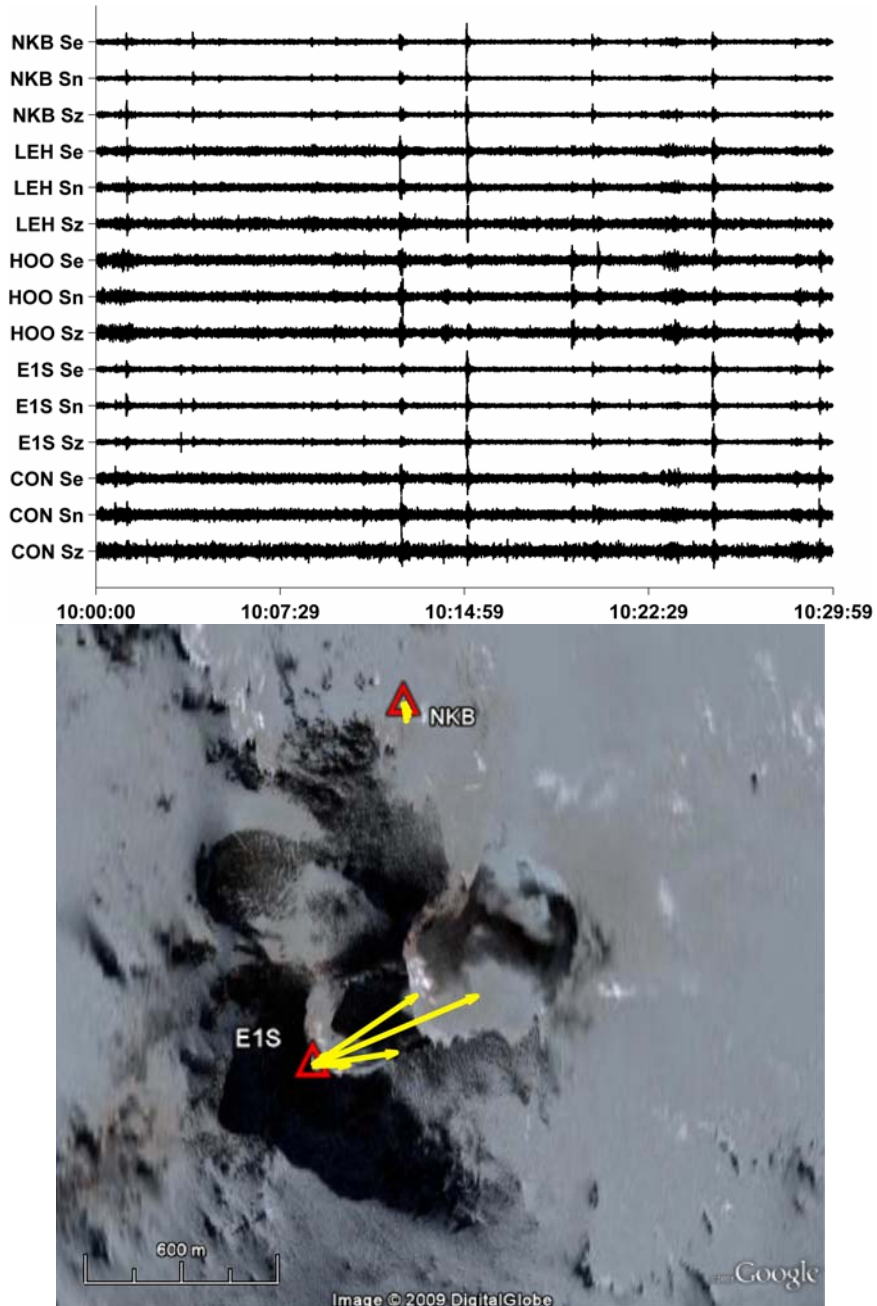 NKB Se
NKB Sn
NKB Sz
LEH Se
LEH Sn
LEH Sz
HOO Se
HOO Sn
HOO Sz
E1S Se
E1S Sn
E1S Sz
CON Se
CON Sn
CON Sz
10:00:00 10:07:29 10:14:59 10:22:29 10:29:59
NKB
E1S
600 m
Google
Image © 2009 DigitalGlobe